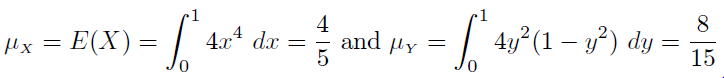 μ_X = E(X) = ∫_0^1 4x^4 dx = 4/5 and μ_Y = ∫_0^1 4y^2(1 − y^2) dy = 8/15